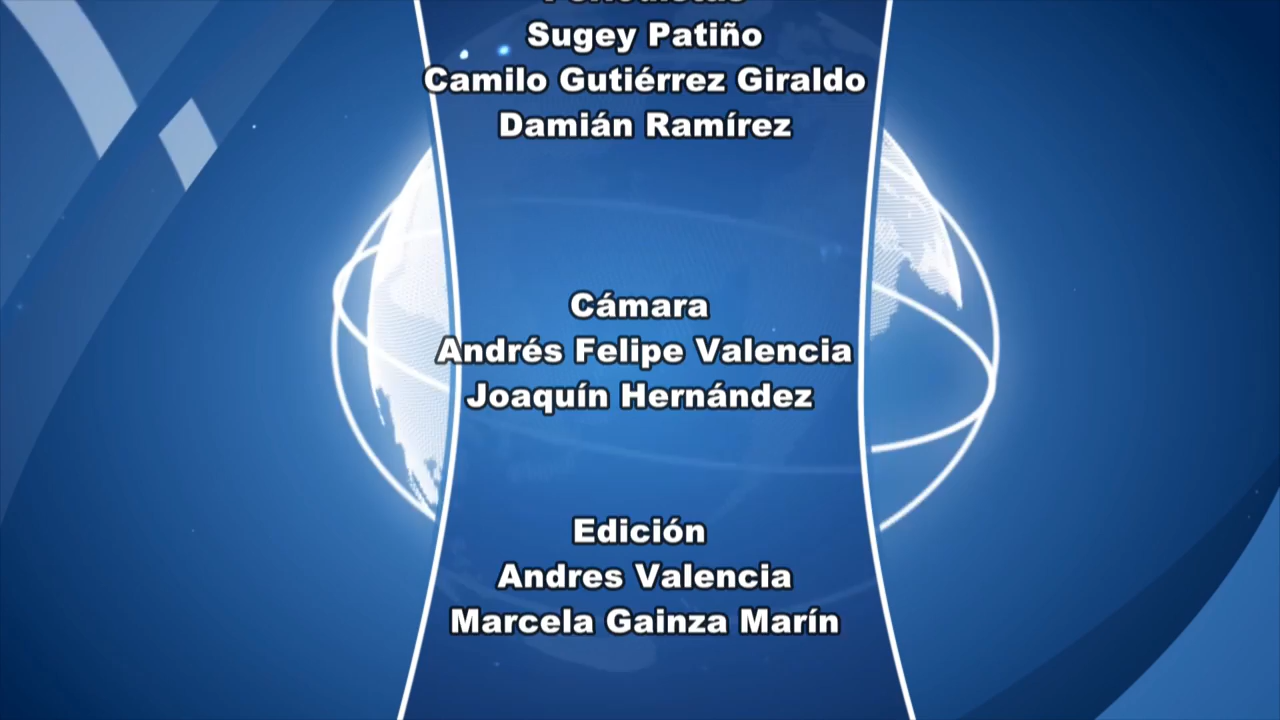 Periodistas
Sugey Patiño
Camilo Gutiérrez Giraldo
Damián Ramírez
Cámara
Andrés Felipe Valencia
Joaquín Hernández
Edición
Andres Valencia
Marcela Gainza Marín